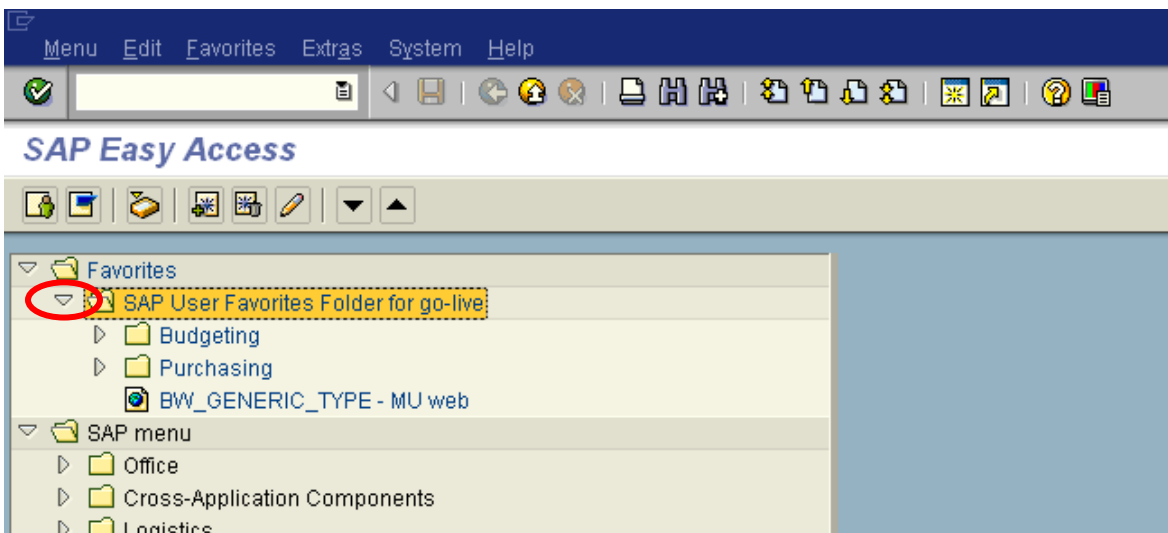 Menu Edit Favorites Extras System Help
SAP Easy Access
Favorites
SAP User Favorites Folder for go-live
Budgeting
Purchasing
BW_GENERIC_TYPE - MU web
SAP menu
Office
Cross-Application Components
Logistics